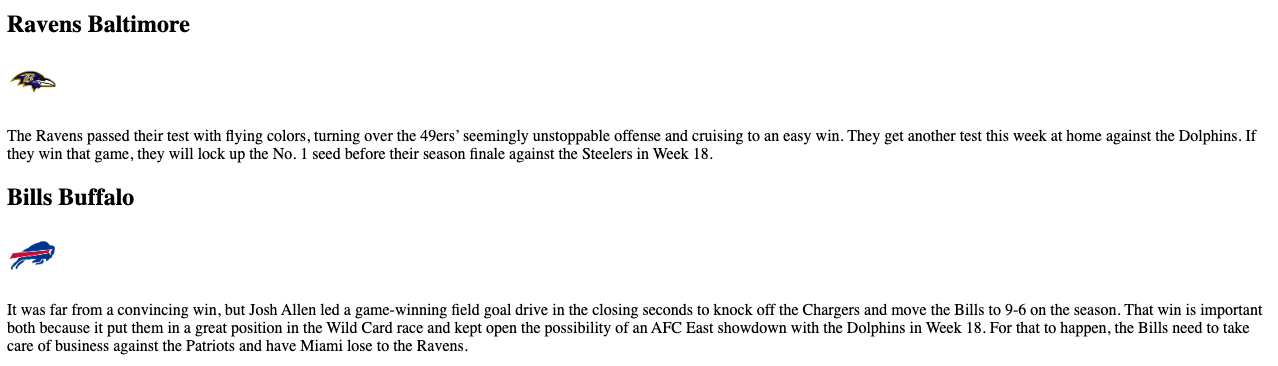 Ravens Baltimore
The Ravens passed their test with flying colors, turning over the 49ers’ seemingly unstoppable offense and cruising to an easy win. They get another test this week at home against the Dolphins. If
they win that game, they will lock up the No. 1 seed before their season finale against the Steelers in Week 18.
Bills Buffalo
It was far from a convincing win, but Josh Allen led a game-winning field goal drive in the closing seconds to knock off the Chargers and move the Bills to 9-6 on the season. That win is important
both because it put them in a great position in the Wild Card race and kept open the possibility of an AFC East showdown with the Dolphins in Week 18. For that to happen, the Bills need to take
care of business against the Patriots and have Miami lose to the Ravens.